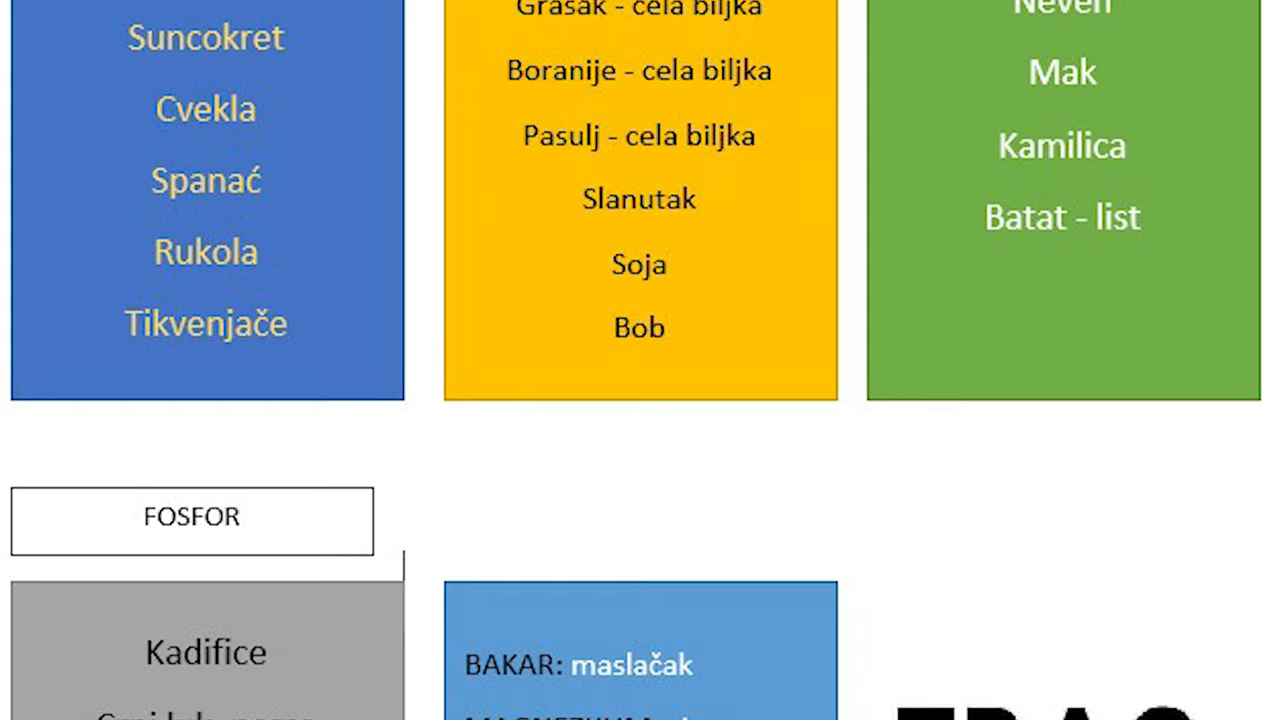 Suncokret
Cvekla
Spanać
Rukola
Tikvenjače
Grašak - cela biljka
Boranije - cela biljka
Pasulj - cela biljka
Slanutak
Soja
Bob
Neven
Mak
Kamilica
Batat - list
FOSFOR
Kadifice
BAKAR: maslačak